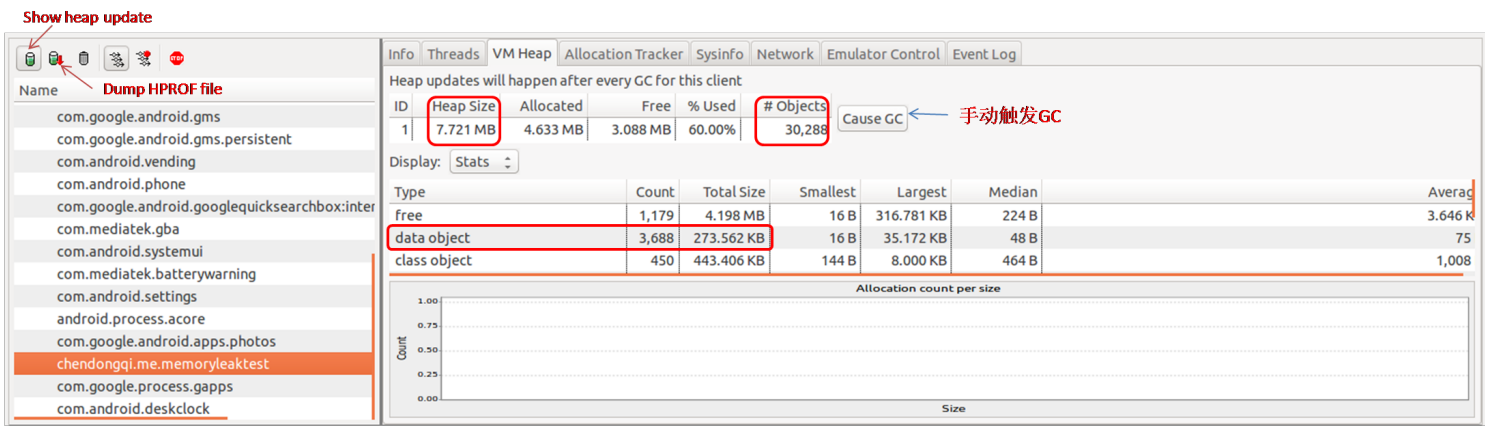 Show heap update
Dump HPROF file
STOP
Name
com.google.android.gms
com.google.android.gms.persistent
com.android.vending
com.android.phone
com.google.android.googlequicksearchbox:inter
com.mediatek.gba
com.android.systemui
com.mediatek.batterywarning
com.android.settings
android.process.acore
com.google.android.apps.photos
chendongqi.me.memoryleaktest
com.google.process.gapps
com.android.deskclock
Info Threads VM Heap Allocation Tracker Sysinfo Network Emulator Control Event Log
Heap updates will happen after every GC for this client
ID Heap Size Allocated Free % Used # Objects
1 7.721 MB 4.633 MB 3.088 MB 60.00% 30,288
Cause GC
手动触发GC
Display: Stats
Type Count Total Size Smallest Largest Median Averag
free 1,179 4.198 MB 16 B 316.781 KB 224 B 3.646 K
data object 3,688 273.562 KB 16 B 35.172 KB 48 B 75
class object 450 443.406 KB 144 B 8.000 KB 464 B 1,008
Allocation count per size
Count
1.00
0.75
0.50
0.25
0.00
Size